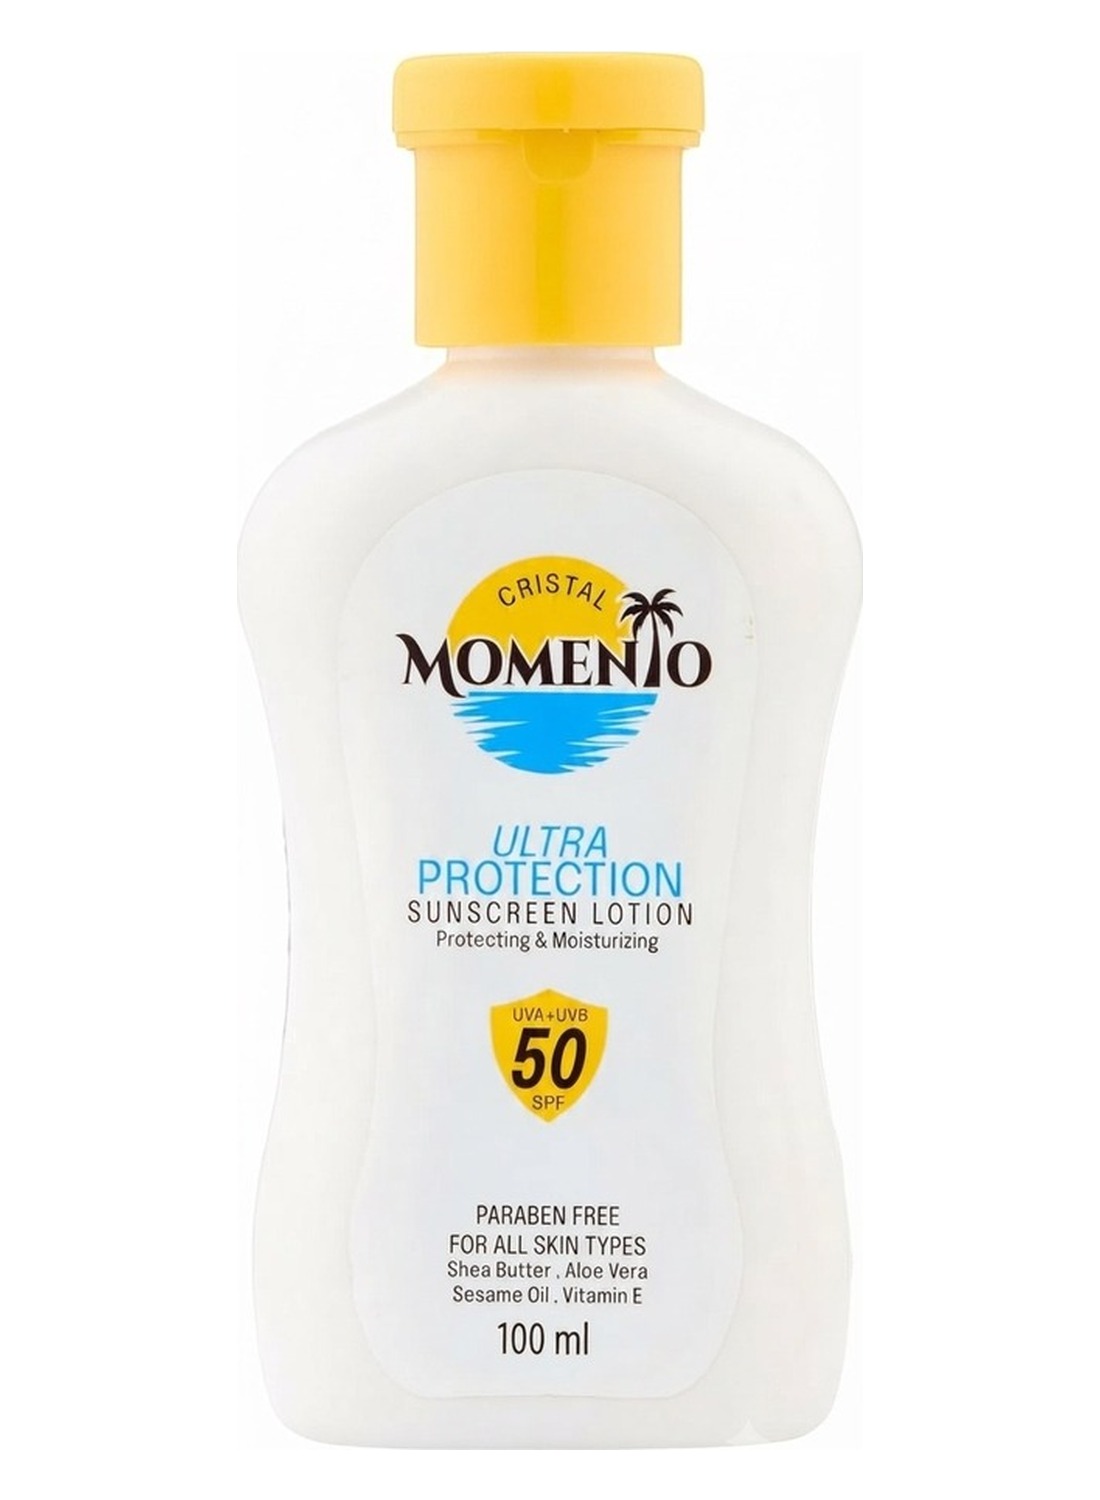 CRISTAL
MOMENTO
ULTRA
PROTECTION
SUNSCREEN LOTION
Protecting & Moisturizing
UVA+UVB
50
SPF
PARABEN FREE
FOR ALL SKIN TYPES
Shea Butter . Aloe Vera
Sesame Oil . Vitamin E
100 ml